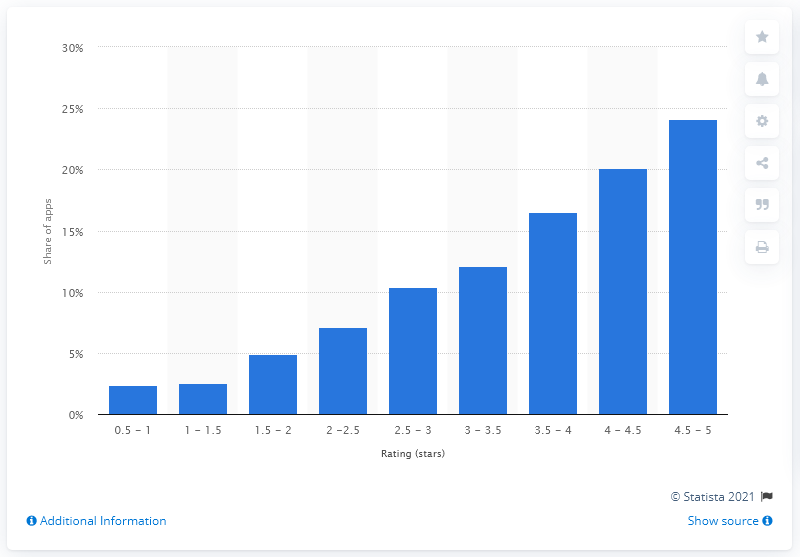 30%
25%
20%
15%
10%
5%
0%
Share of apps
0.5 - 1
1 - 1.5
1.5 - 2
2 -2.5
2.5 - 3
3 - 3.5
3.5 - 4
4 - 4.5
4.5 - 5
Rating (stars)
© Statista 2021
Additional Information
Show source